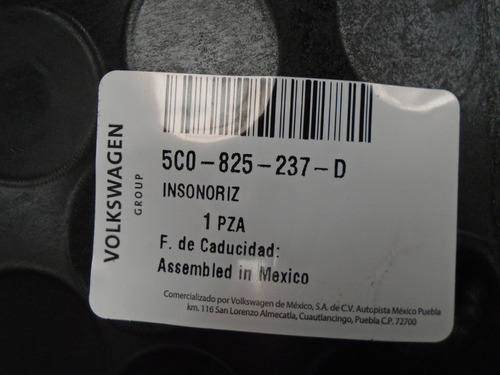 VOLKSWAGEN
GROUP
5C0-825-237-D
INSONORIZ
1 PZA
F. de Caducidad:
Assembled in Mexico
Comercializado por Volkswagen de México, S.A. de C.V. Autopista México Puebla
km. 116 San Lorenzo Almecatla, Cuautlancingo, Puebla C.P. 72700